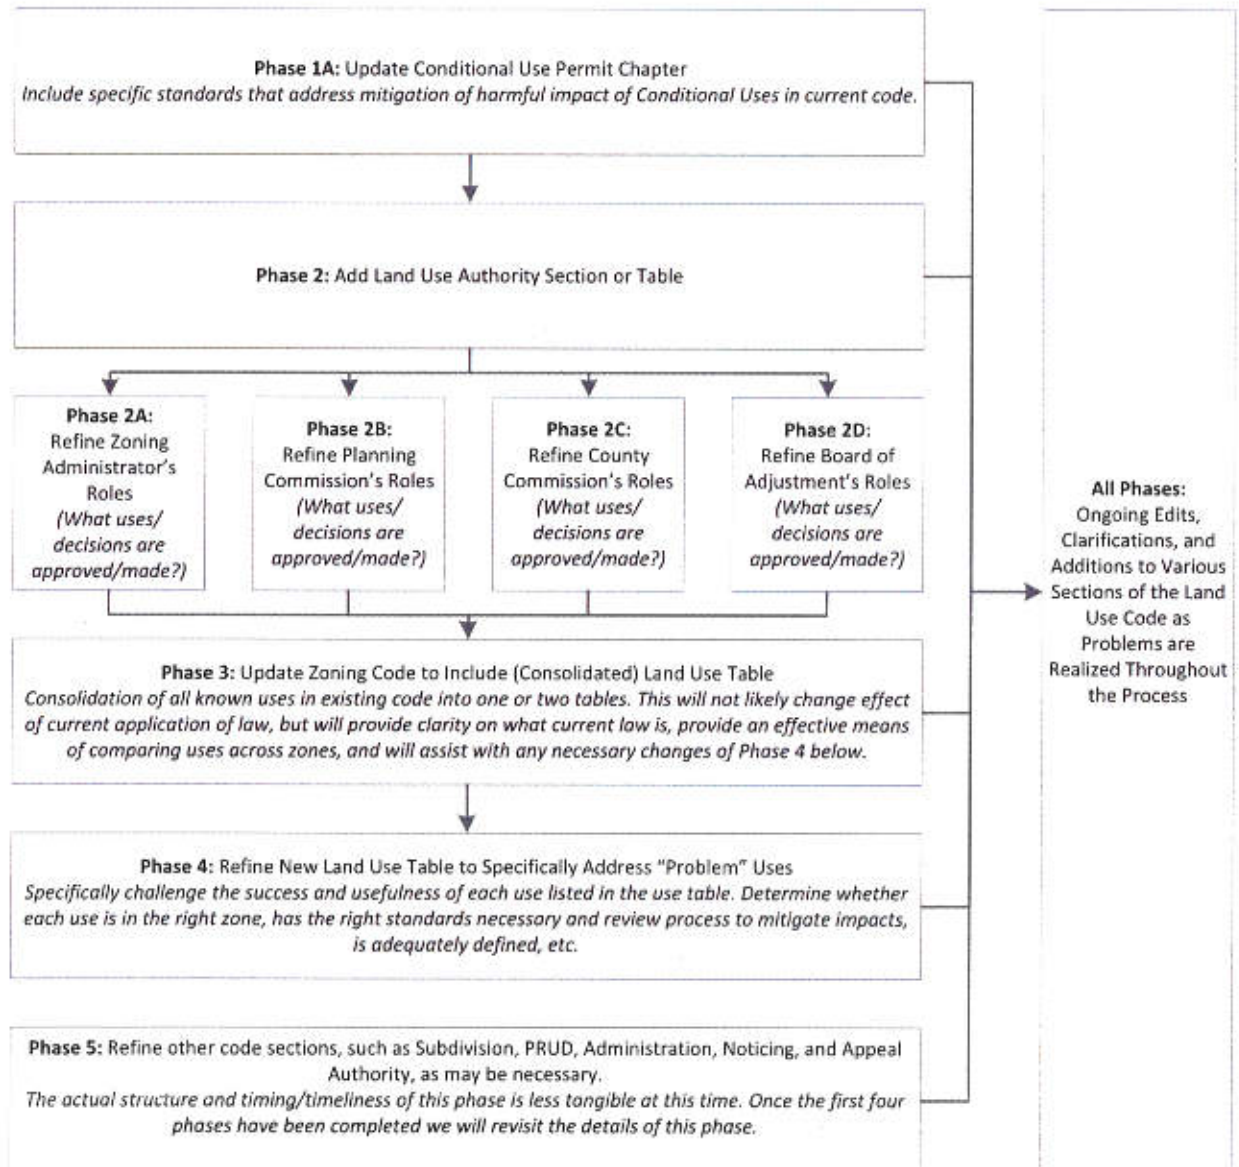 Phase 1A: Update Conditional Use Permit Chapter
Include specific standards that address mitigation of harmful impact of Conditional Uses in current code.
Phase 2: Add Land Use Authority Section or Table
Phase 2A:
Refine Zoning
Administrator's
Roles
(What uses/
decisions are
approved/made?)
Phase 2B:
Refine Planning
Commission's Roles
(What uses/
decisions are
approved/made?)
Phase 2C:
Refine County
Commission's Roles
(What uses/
decisions are
approved/made?)
Phase 2D:
Refine Board of
Adjustment's Roles
(What uses/
decisions are
approved/made?)
All Phases:
Ongoing Edits,
Clarifications, and
Additions to Various
Sections of the Land
Use Code as
Problems are
Realized Throughout
the Process
Phase 3: Update Zoning Code to Include (Consolidated) Land Use Table
Consolidation of all known uses in existing code into one or two tables. This will not likely change effect
of current application of law, but will provide clarity on what current law is, provide an effective means
of comparing uses across zones, and will assist with any necessary changes of Phase 4 below.
Phase 4: Refine New Land Use Table to Specifically Address "Problem" Uses
Specifically challenge the success and usefulness of each use listed in the use table. Determine whether
each use is in the right zone, has the right standards necessary and review process to mitigate impacts,
is adequately defined, etc.
Phase 5: Refine other code sections, such as Subdivision, PRUD, Administration, Noticing, and Appeal
Authority, as may be necessary.
The actual structure and timing/timeliness of this phase is less tangible at this time. Once the first four
phases have been completed we will revisit the details of this phase.